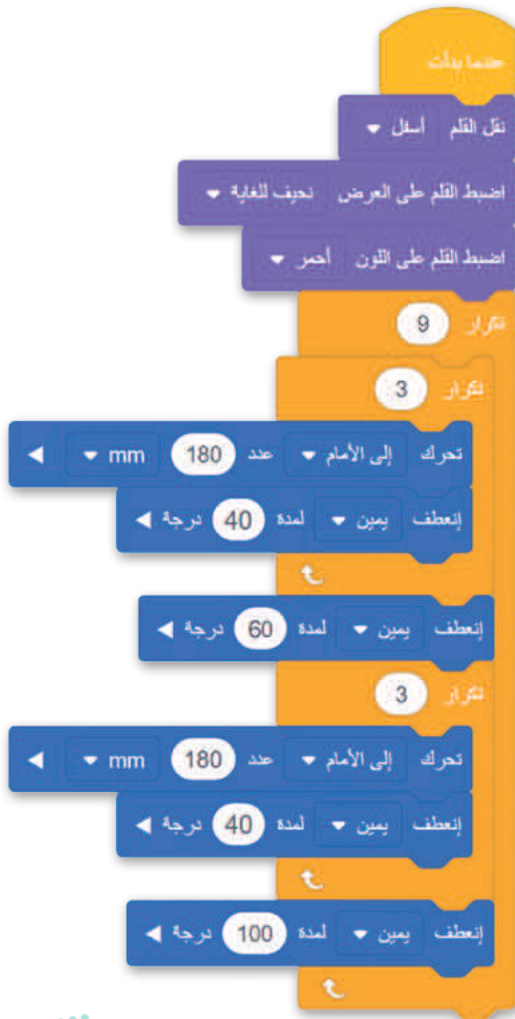 عندما بدأت
نقل القلم أسفل
اضبط القلم على العرض نحيف للغاية
اضبط القلم على اللون أحمر
تكرار 9
تكرار 3
تحرك إلى الأمام عدد 180 mm
إنعطف يمين لمدة 40 درجة
إنعطف يمين لمدة 60 درجة
تكرار 3
تحرك إلى الأمام عدد 180 mm
إنعطف يمين لمدة 40 درجة
إنعطف يمين لمدة 100 درجة